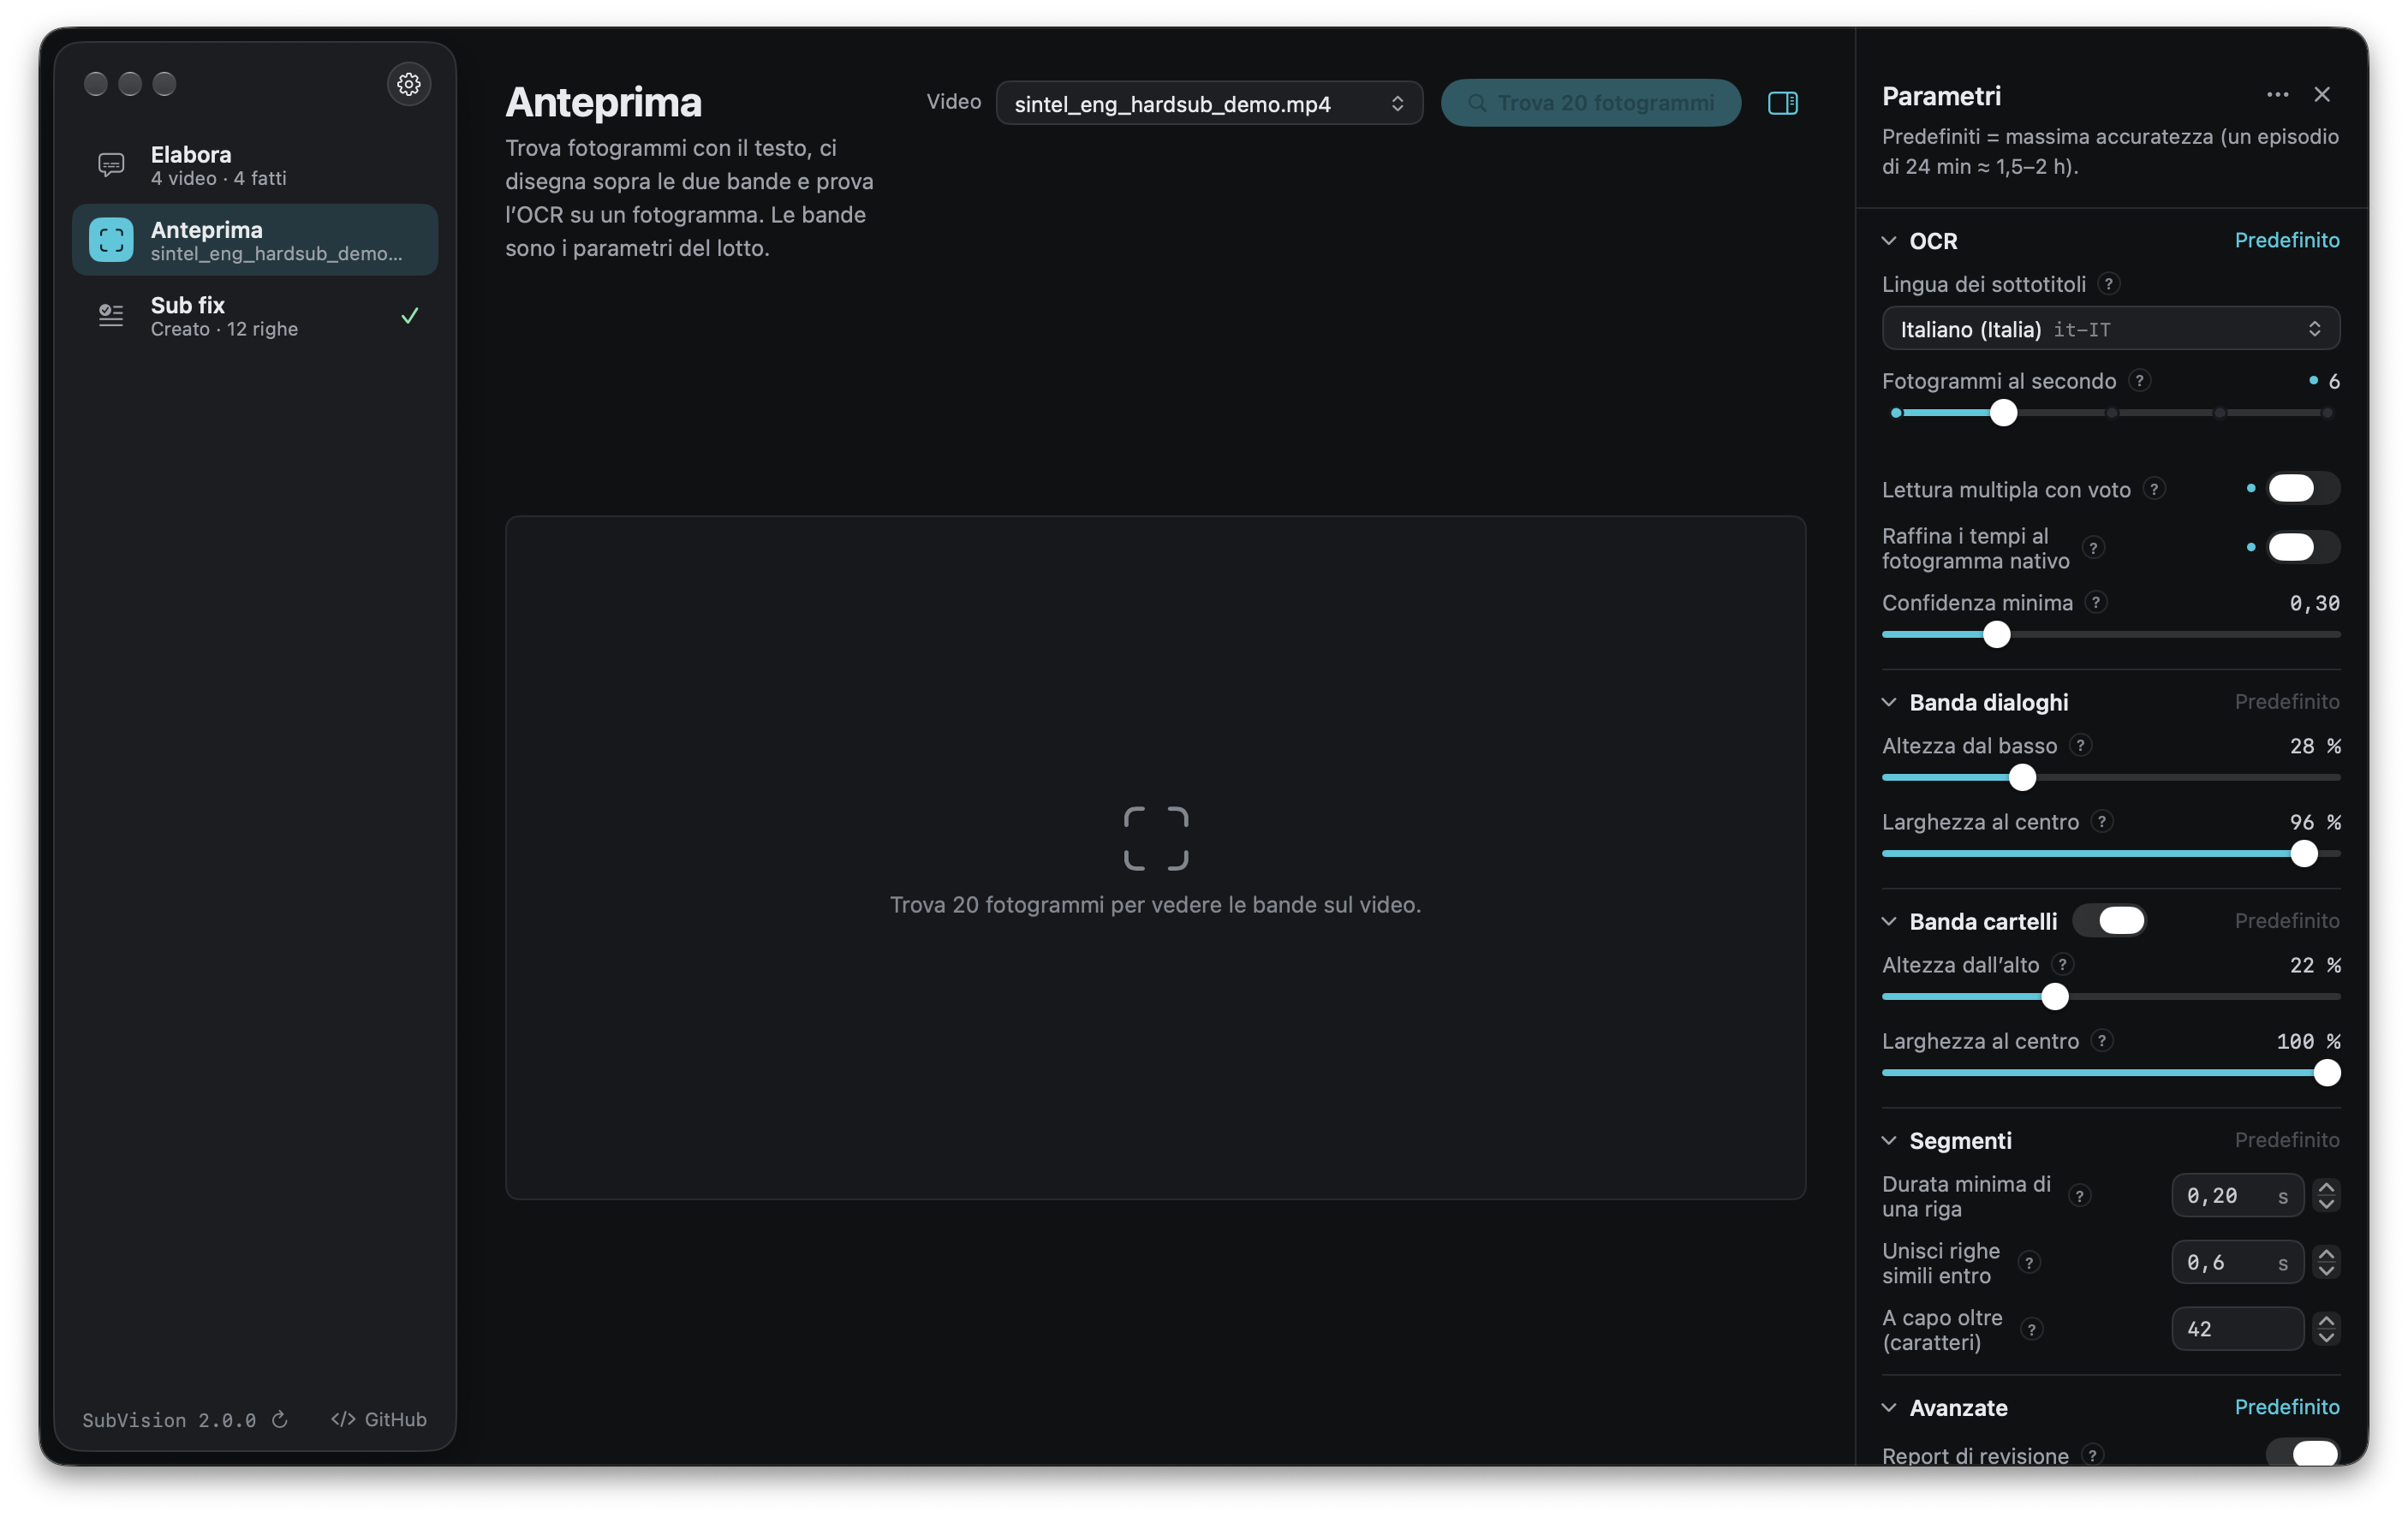 Elabora
4 video · 4 fatti
Anteprima
sintel_eng_hardsub_demo...
Sub fix
Creato · 12 righe
SubVision 2.0.0
</> GitHub
Anteprima
Trova fotogrammi con il testo, ci
disegna sopra le due bande e prova
l’OCR su un fotogramma. Le bande
sono i parametri del lotto.
Video
sintel_eng_hardsub_demo.mp4
Trova 20 fotogrammi
Trova 20 fotogrammi per vedere le bande sul video.
Parametri
Predefiniti = massima accuratezza (un episodio
di 24 min ≈ 1,5–2 h).
OCR Predefinito
Lingua dei sottotitoli ?
Italiano (Italia) it-IT
Fotogrammi al secondo ? 6
Lettura multipla con voto ?
Raffina i tempi al
fotogramma nativo ?
Confidenza minima ? 0,30
Banda dialoghi Predefinito
Altezza dal basso ? 28 %
Larghezza al centro ? 96 %
Banda cartelli Predefinito
Altezza dall’alto ? 22 %
Larghezza al centro ? 100 %
Segmenti Predefinito
Durata minima di
una riga ? 0,20 s
Unisci righe
simili entro ? 0,6 s
A capo oltre
(caratteri) ? 42
Avanzate Predefinito
Report di revisione ?